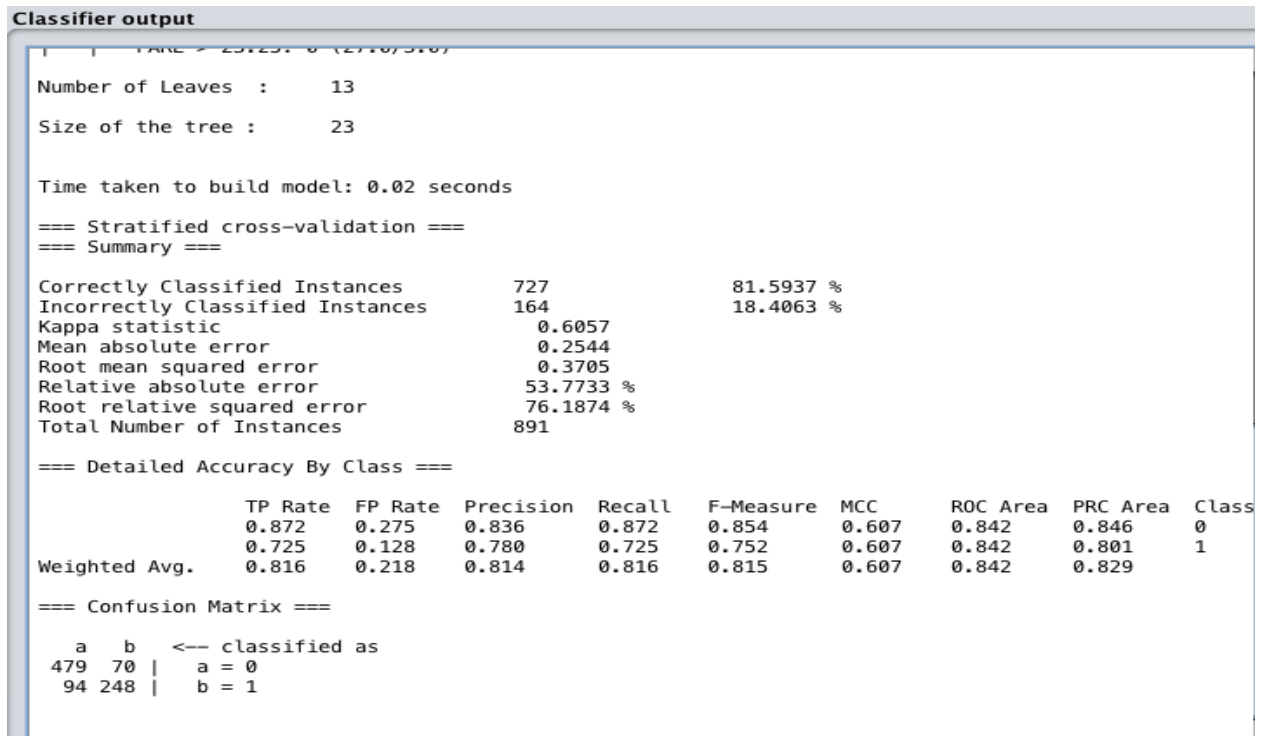 Classifier output
Number of Leaves : 13
Size of the tree : 23
Time taken to build model: 0.02 seconds
=== Stratified cross-validation ===
=== Summary ===
Correctly Classified Instances 727 81.5937 %
Incorrectly Classified Instances 164 18.4063 %
Kappa statistic 0.6057
Mean absolute error 0.2544
Root mean squared error 0.3705
Relative absolute error 53.7733 %
Root relative squared error 76.1874 %
Total Number of Instances 891
=== Detailed Accuracy By Class ===
TP Rate FP Rate Precision Recall F-Measure MCC ROC Area PRC Area Class
0.872 0.275 0.836 0.872 0.854 0.607 0.842 0.846 0
0.725 0.128 0.780 0.725 0.752 0.607 0.842 0.801 1
Weighted Avg. 0.816 0.218 0.814 0.816 0.815 0.607 0.842 0.829
=== Confusion Matrix ===
a b <-- classified as
479 70 | a = 0
94 248 | b = 1